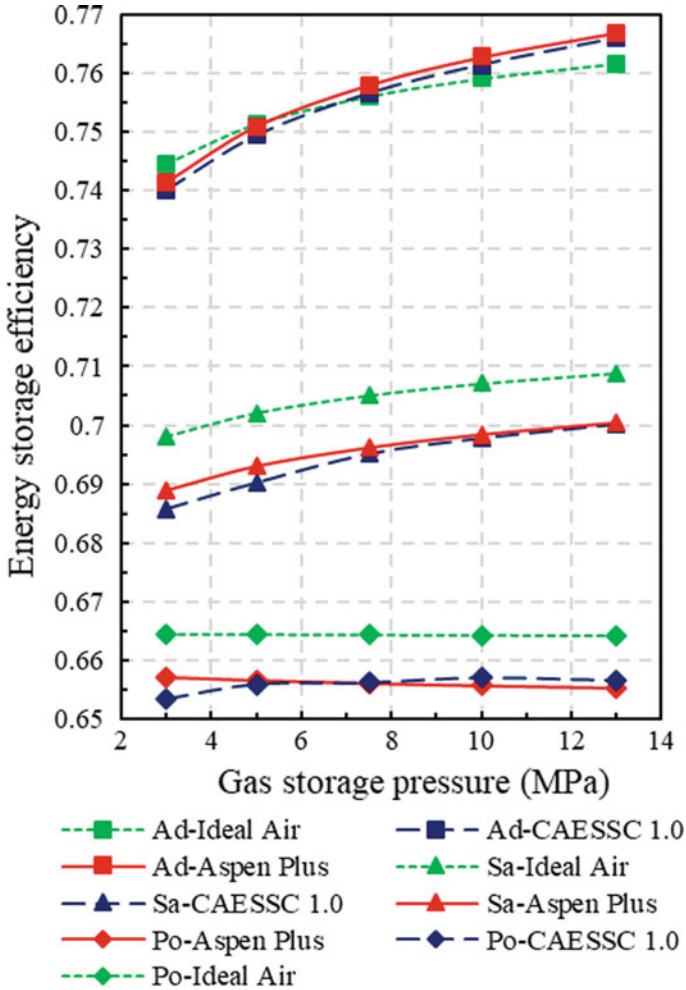 0.77
0.76
0.75
0.74
0.73
0.72
0.71
0.7
0.69
0.68
0.67
0.66
0.65
Energy storage efficiency
2 4 6 8 10 12 14
Gas storage pressure (MPa)
Ad-Ideal Air Ad-CAESSC 1.0
Ad-Aspen Plus Sa-Ideal Air
Sa-CAESSC 1.0 Sa-Aspen Plus
Po-Aspen Plus Po-CAESSC 1.0
Po-Ideal Air